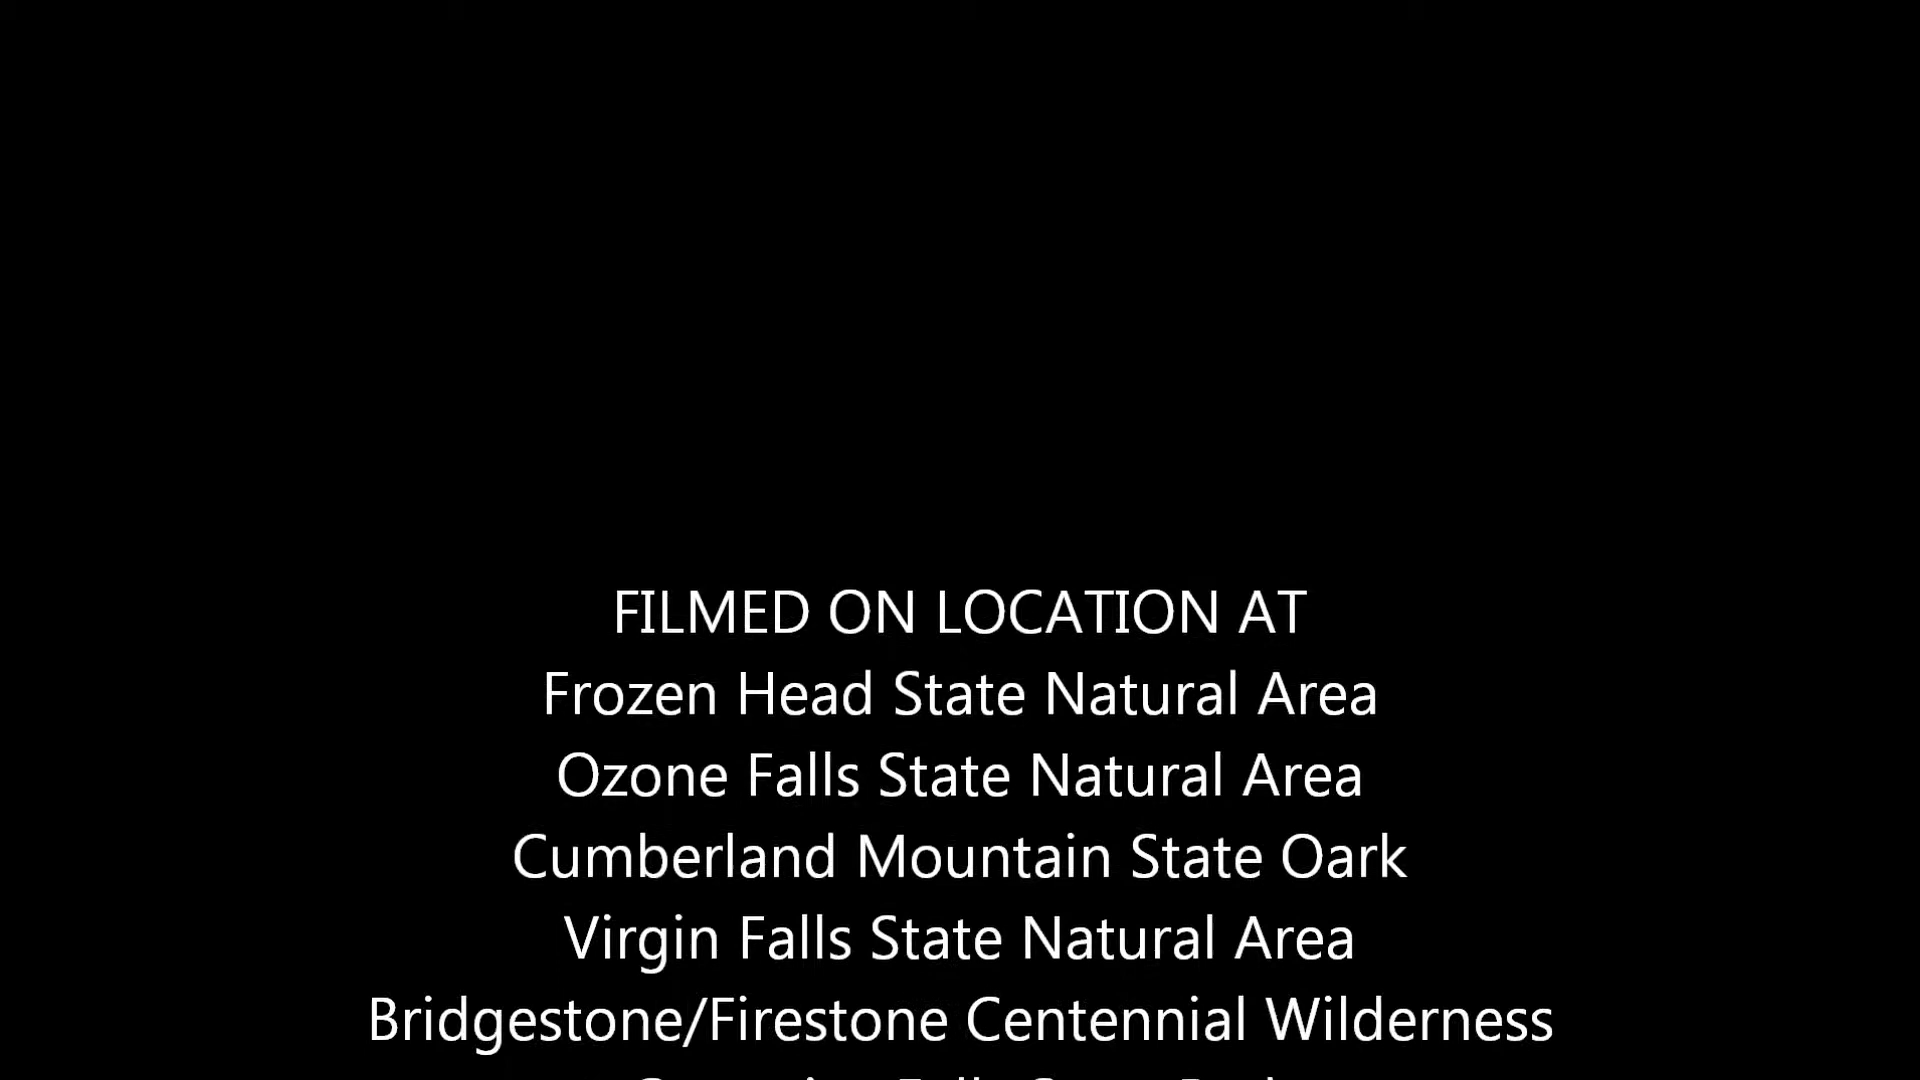 FILMED ON LOCATION AT
Frozen Head State Natural Area
Ozone Falls State Natural Area
Cumberland Mountain State Oark
Virgin Falls State Natural Area
Bridgestone/Firestone Centennial Wilderness